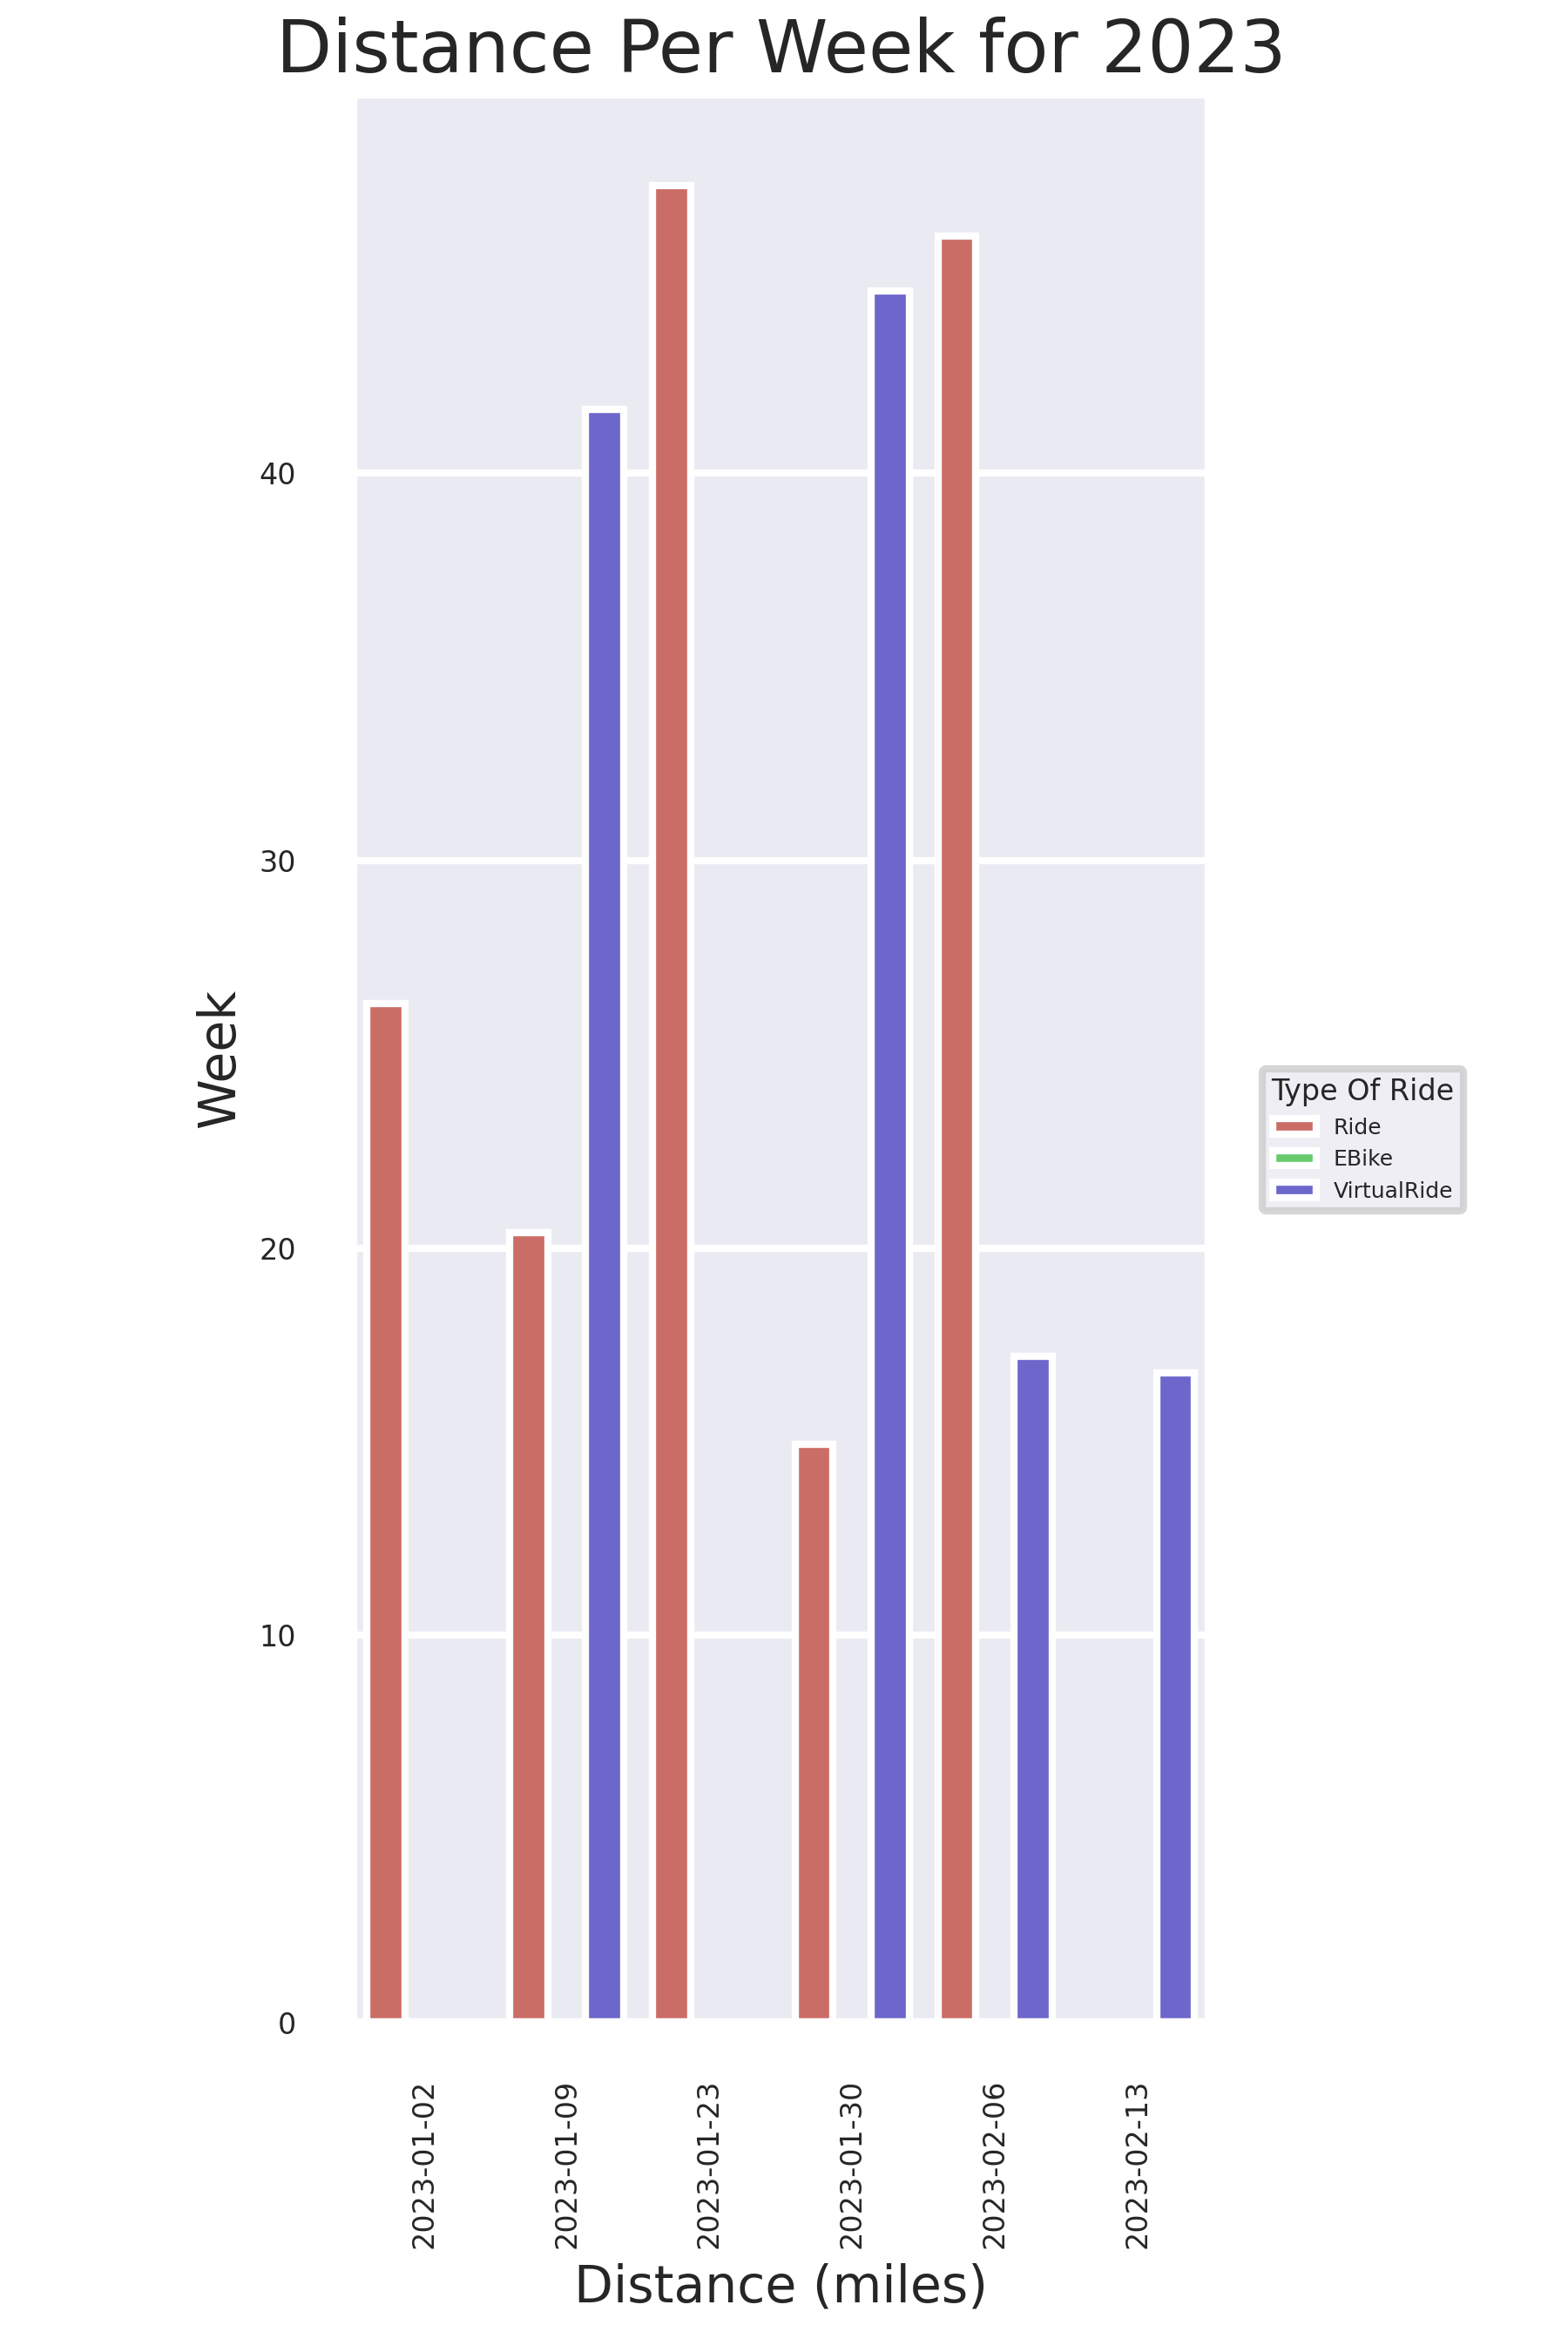 Distance Per Week for 2023
40
30
20
10
0
Week
Type Of Ride
Ride
EBike
VirtualRide
2023-01-02
2023-01-09
2023-01-23
2023-01-30
2023-02-06
2023-02-13
Distance (miles)